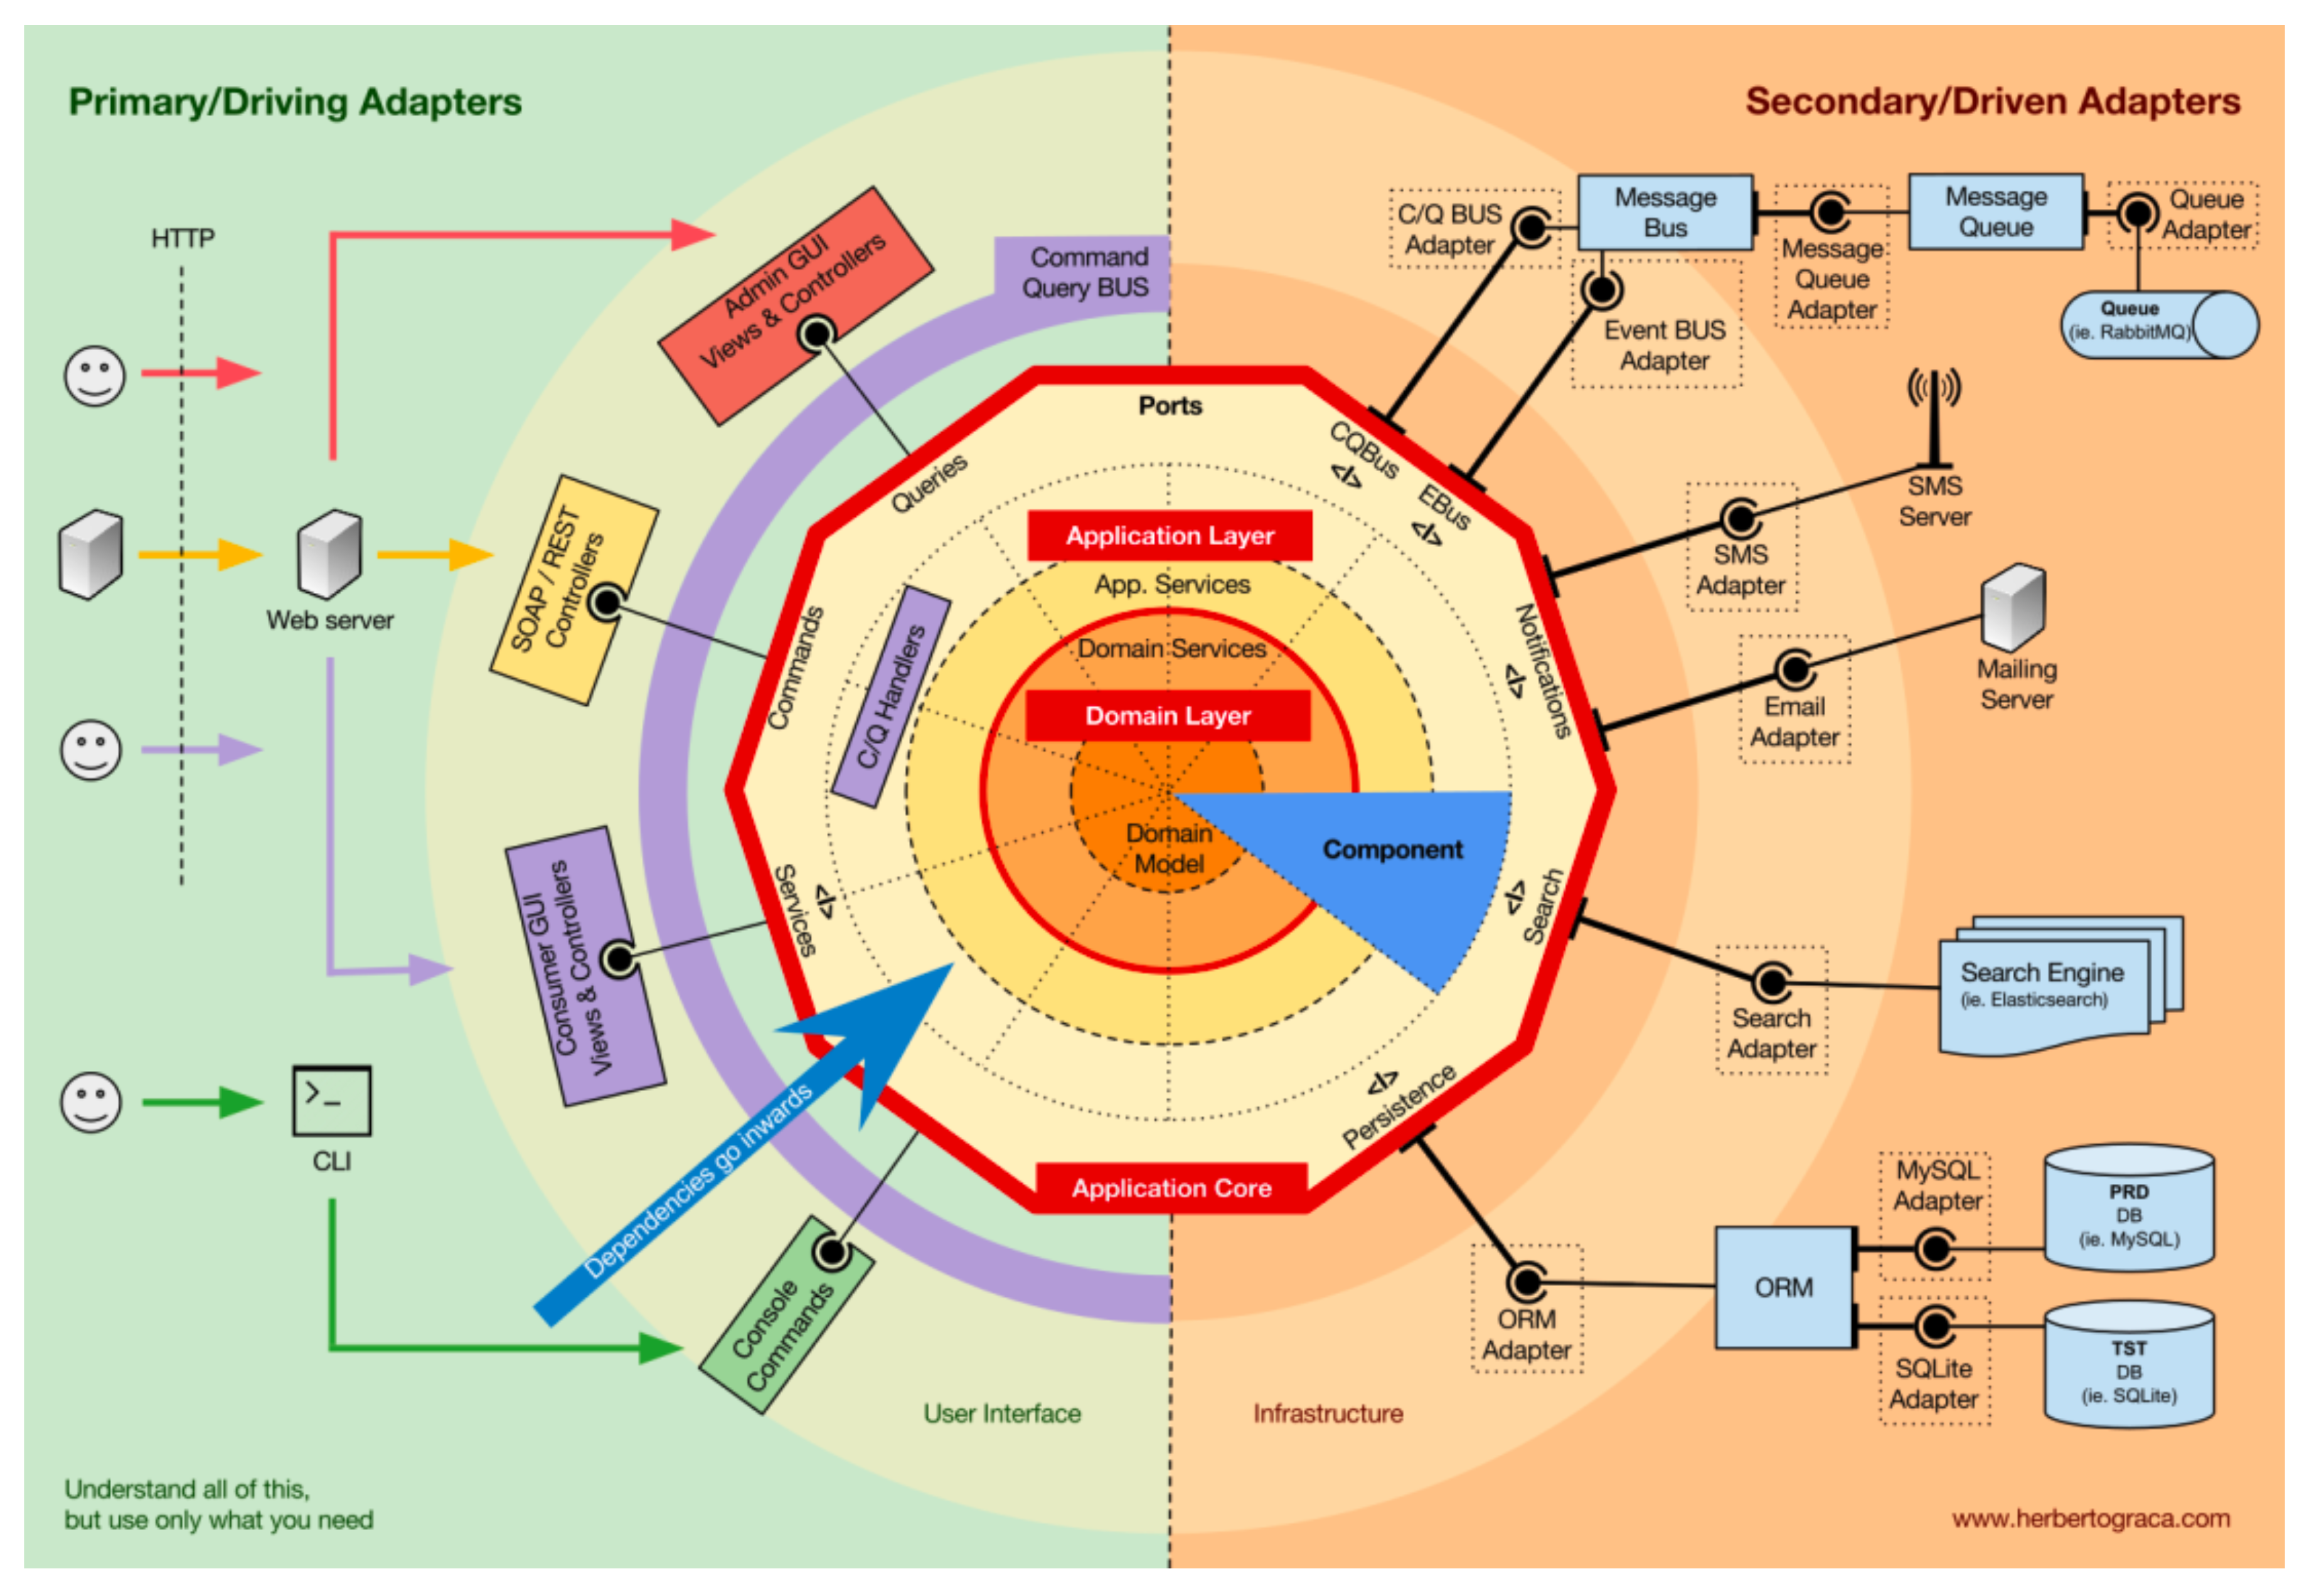 Primary/Driving Adapters
Secondary/Driven Adapters
HTTP
Admin GUI
Views & Controllers
Command
Query BUS
C/Q BUS
Adapter
Message
Bus
Message
Queue
Adapter
Message
Queue
Queue
Adapter
Queue
(ie. RabbitMQ)
Event BUS
Adapter
Ports
Queries
CQBus
</>
EBus
</>
SMS
Server
SMS
Adapter
SOAP / REST
Controllers
Web server
Commands
C/Q Handlers
Application Layer
App. Services
Domain Services
Domain Layer
Domain
Model
Component
Notifications
</>
Email
Adapter
Mailing
Server
Consumer GUI
Views & Controllers
Services
</>
Search
</>
Search
Adapter
Search Engine
(ie. Elasticsearch)
>_
CLI
Dependencies go inwards
Persistence
</>
Application Core
Console
Commands
ORM
Adapter
ORM
MySQL
Adapter
PRD
DB
(ie. MySQL)
SQLite
Adapter
TST
DB
(ie. SQLite)
User Interface
Infrastructure
Understand all of this,
but use only what you need
www.herbertograca.com